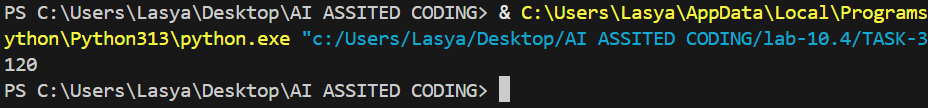 PS C:\Users\Lasya\Desktop\AI ASSITED CODING> & C:\Users\Lasya\AppData\Local\Programs
ython\Python313\python.exe "c:/Users/Lasya/Desktop/AI ASSITED CODING/lab-10.4/TASK-3
120
PS C:\Users\Lasya\Desktop\AI ASSITED CODING>